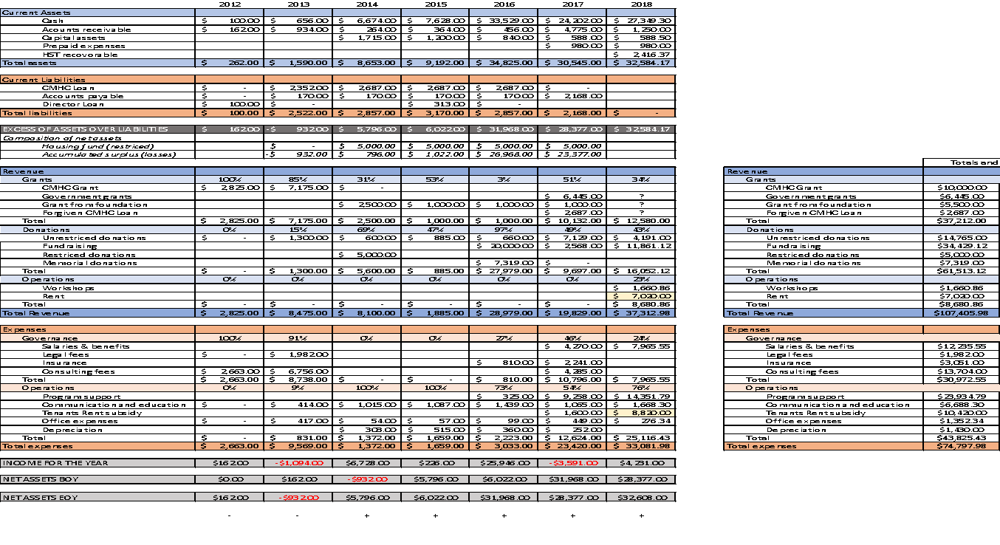 2012 2013 2014 2015 2016 2017 2018
Current Assets
Cash $ 100.00 $ 656.00 $ 6,674.00 $ 7,628.00 $ 33,529.00 $ 24,202.00 $ 27,349.30
Acounts receivable $ 162.00 $ 934.00 $ 264.00 $ 364.00 $ 456.00 $ 4,775.00 $ 1,250.00
Capital assets $ 1,715.00 $ 1,200.00 $ 840.00 $ 588.00 $ 588.50
Prepaid expenses $ 980.00 $ 980.00
HST recovorable $ 2,416.37
Total assets $ 262.00 $ 1,590.00 $ 8,653.00 $ 9,192.00 $ 34,825.00 $ 30,545.00 $ 32,584.17
Current Liabilities
CMHC Loan $ - $ 2,352.00 $ 2,687.00 $ 2,687.00 $ 2,687.00 $ -
Accounts payable $ - $ 170.00 $ 170.00 $ 170.00 $ 170.00 $ 2,168.00
Director Loan $ 100.00 $ - $ 313.00 $ -
Total liabilities $ 100.00 $ 2,522.00 $ 2,857.00 $ 3,170.00 $ 2,857.00 $ 2,168.00 $ -
EXCESS OF ASSETS OVER LIABILITIES $ 162.00 -$ 932.00 $ 5,796.00 $ 6,022.00 $ 31,968.00 $ 28,377.00 $ 32584.17
Composition of net assets
Housing fund (restricted) $ - $ 5,000.00 $ 5,000.00 $ 5,000.00 $ 5,000.00
Accumulated surplus (losses) -$ 932.00 $ 796.00 $ 1,022.00 $ 26,968.00 $ 23,377.00
Totals and
Revenue Revenue
Grants 100% 85% 31% 53% 3% 51% 34% Grants
CMHC Grant $ 2,825.00 $ 7,175.00 $ - CMHC Grant $10,000.00
Government grants $ 6,445.00 ? Government grants $6,445.00
Grant from foundation $ 2,500.00 $ 1,000.00 $ 1,000.00 $ 1,000.00 ? Grant from foundation $5,500.00
Forgiven CMHC Loan $ 2,687.00 ? Forgiven CMHC Loan $2,687.00
Total $ 2,825.00 $ 7,175.00 $ 2,500.00 $ 1,000.00 $ 1,000.00 $ 10,132.00 $ 12,580.00 Total $37,212.00
Donations 0% 15% 69% 47% 97% 49% 43% Donations
Unrestriced donations $ - $ 1,300.00 $ 600.00 $ 885.00 $ 660.00 $ 7,129.00 $ 4,191.00 Unrestriced donations $14,765.00
Fundraising $ 20,000.00 $ 2,568.00 $ 11,861.12 Fundraising $34,429.12
Restriced donations $ 5,000.00 Restriced donations $5,000.00
Memorial donations $ 7,319.00 $ - Memorial donations $7,319.00
Total $ - $ 1,300.00 $ 5,600.00 $ 885.00 $ 27,979.00 $ 9,697.00 $ 16,052.12 Total $61,513.12
Operations 0% 0% 0% 0% 0% 0% 23% Operations
Workshops $ 1,660.86 Workshops $1,660.86
Rent $ 7,020.00 Rent $7,020.00
Total $ - $ - $ - $ - $ - $ - $ 8,680.86 Total $8,680.86
Total Revenue $ 2,825.00 $ 8,475.00 $ 8,100.00 $ 1,885.00 $ 28,979.00 $ 19,829.00 $ 37,312.98 Total Revenue $107,405.98
Expenses Expenses
Governance 100% 91% 0% 0% 27% 46% 24% Governance
Salaries & benefits $ 4,270.00 $ 7,965.55 Salaries & benefits $12,235.55
Legal fees $ - $ 1,982.00 Legal fees $1,982.00
Insurance $ 810.00 $ 2,241.00 Insurance $3,051.00
Consulting fees $ 2,663.00 $ 6,756.00 $ 4,285.00 Consulting fees $13,704.00
Total $ 2,663.00 $ 8,738.00 $ - $ - $ 810.00 $ 10,796.00 $ 7,965.55 Total $30,972.55
Operations 0% 9% 100% 100% 73% 54% 76% Operations
Program support $ 325.00 $ 9,258.00 $ 14,351.79 Program support $23,934.79
Communication and education $ - $ 414.00 $ 1,015.00 $ 1,087.00 $ 1,439.00 $ 1,065.00 $ 1,668.30 Communication and education $6,688.30
Tenants Rent subsidy $ 1,600.00 $ 8,820.00 Tenants Rent subsidy $10,420.00
Office expenses $ - $ 417.00 $ 54.00 $ 57.00 $ 99.00 $ 449.00 $ 276.34 Office expenses $1,352.34
Depreciation $ 303.00 $ 515.00 $ 360.00 $ 252.00 Depreciation $1,430.00
Total $ - $ 831.00 $ 1,372.00 $ 1,659.00 $ 2,223.00 $ 12,624.00 $ 25,116.43 Total $43,825.43
Total expenses $ 2,663.00 $ 9,569.00 $ 1,372.00 $ 1,659.00 $ 3,033.00 $ 23,420.00 $ 33,081.98 Total expenses $74,797.98
INCOME FOR THE YEAR $162.00 -$1,094.00 $6,728.00 $226.00 $25,946.00 -$3,591.00 $4,231.00
NET ASSETS BOY $0.00 $162.00 -$932.00 $5,796.00 $6,022.00 $31,968.00 $28,377.00
NET ASSETS EOY $162.00 -$932.00 $5,796.00 $6,022.00 $31,968.00 $28,377.00 $32,608.00
- - + + + + +